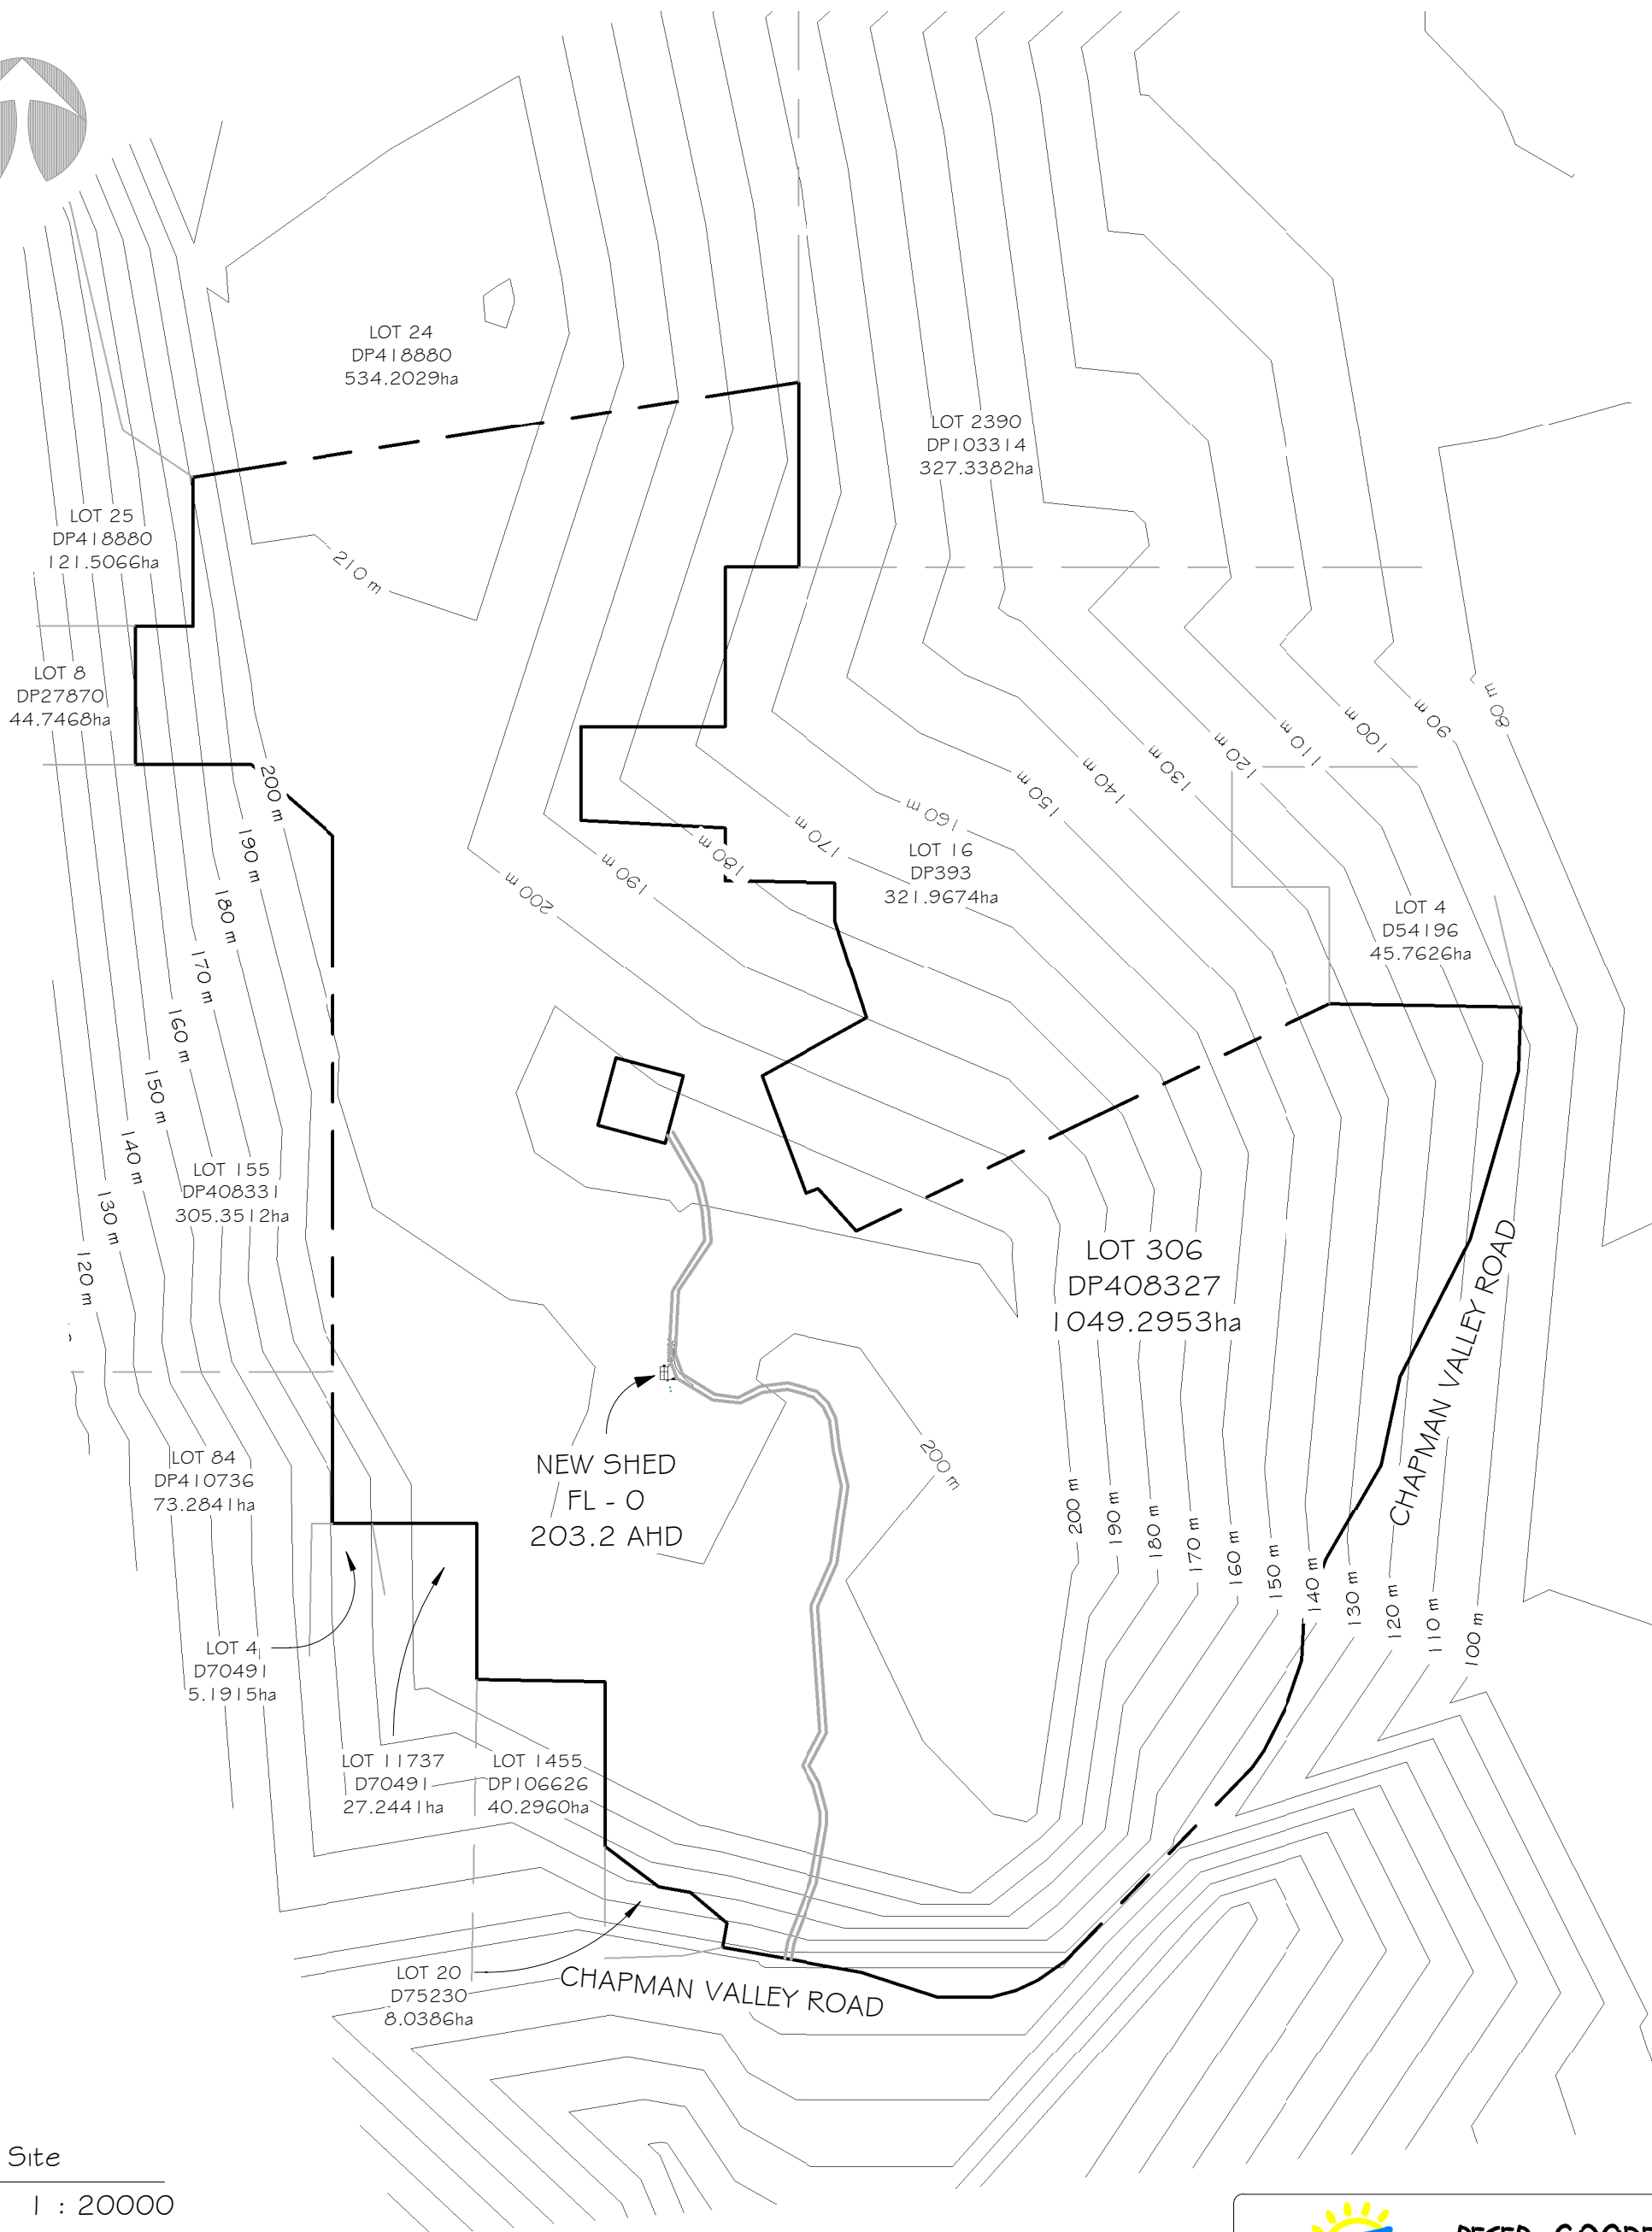 LOT 24
DP418880
534.2029ha
LOT 2390
DP103314
327.3382ha
LOT 25
DP418880
121.5066ha
210 m
LOT 8
DP27870
44.7468ha
80 m
90 m
100 m
110 m
120 m
130 m
140 m
150 m
160 m
170 m
180 m
190 m
200 m
200 m
190 m
180 m
170 m
160 m
150 m
140 m
130 m
120 m
LOT 16
DP393
321.9674ha
LOT 4
D54196
45.7626ha
LOT 155
DP408331
305.3512ha
LOT 306
DP408327
1049.2953ha
CHAPMAN VALLEY ROAD
NEW SHED
FL - 0
203.2 AHD
200 m
LOT 84
DP410736
73.2841ha
200 m
190 m
180 m
170 m
160 m
150 m
140 m
130 m
120 m
110 m
100 m
LOT 4
D70491
5.1915ha
LOT 11737
D70491
27.2441ha
LOT 1455
DP106626
40.2960ha
LOT 20
D75230
8.0386ha
CHAPMAN VALLEY ROAD
Site
1 : 20000